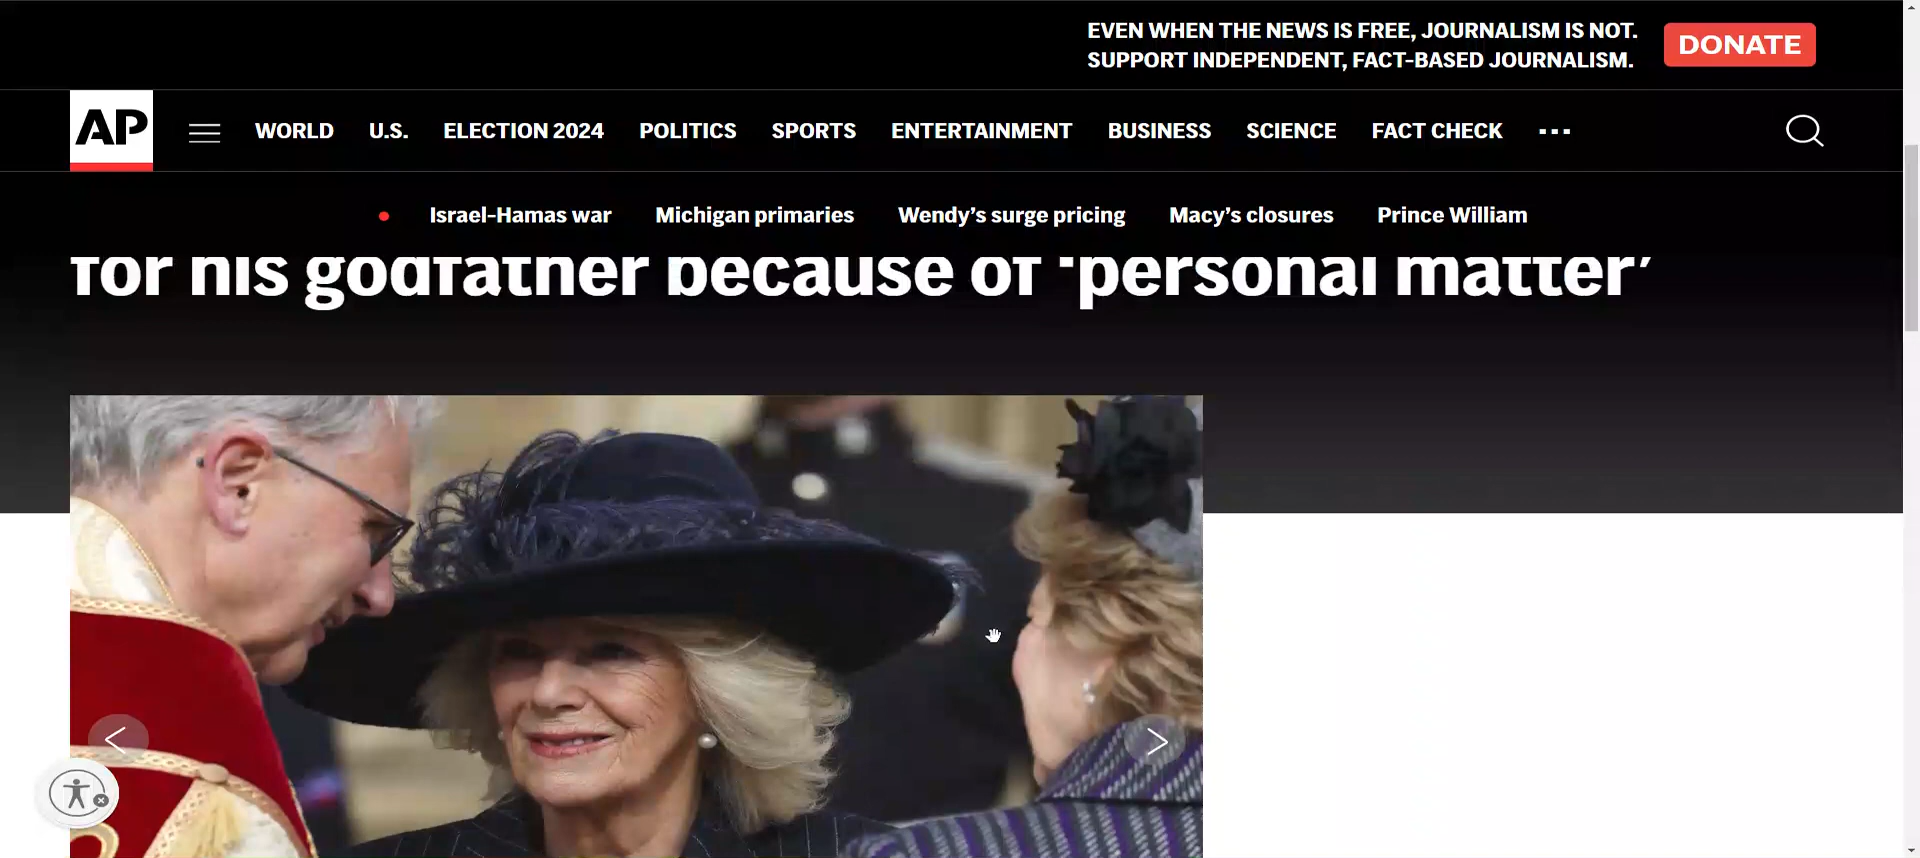 EVEN WHEN THE NEWS IS FREE, JOURNALISM IS NOT.
SUPPORT INDEPENDENT, FACT-BASED JOURNALISM.
DONATE
AP
WORLD U.S. ELECTION 2024 POLITICS SPORTS ENTERTAINMENT BUSINESS SCIENCE FACT CHECK
Israel-Hamas war Michigan primaries Wendy’s surge pricing Macy’s closures Prince William
for his godfather because of ‘personal matter’